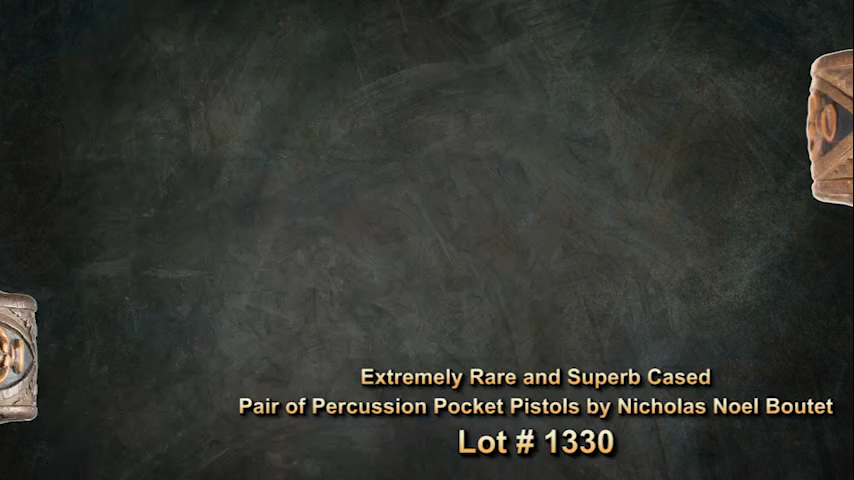 Extremely Rare and Superb Cased
Pair of Percussion Pocket Pistols by Nicholas Noel Boutet
Lot # 1330